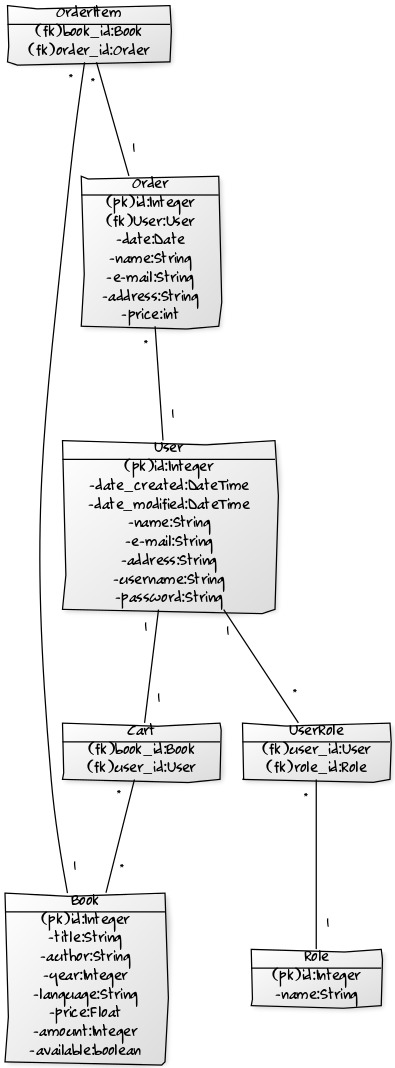 OrderItem
(fk)book_id:Book
(fk)order_id:Order
* *
1
Order
(pk)id:Integer
(fk)User:User
-date:Date
-name:String
-e-mail:String
-address:String
-price:int
*
1
User
(pk)id:Integer
-date_created:DateTime
-date_modified:DateTime
-name:String
-e-mail:String
-address:String
-username:String
-password:String
1 1
1 *
Cart
(fk)book_id:Book
(fk)user_id:User
UserRole
(fk)user_id:User
(fk)role_id:Role
* *
1 *
1
Book
(pk)id:Integer
-title:String
-author:String
-year:Integer
-language:String
-price:Float
-amount:Integer
-available:boolean
Role
(pk)id:Integer
-name:String